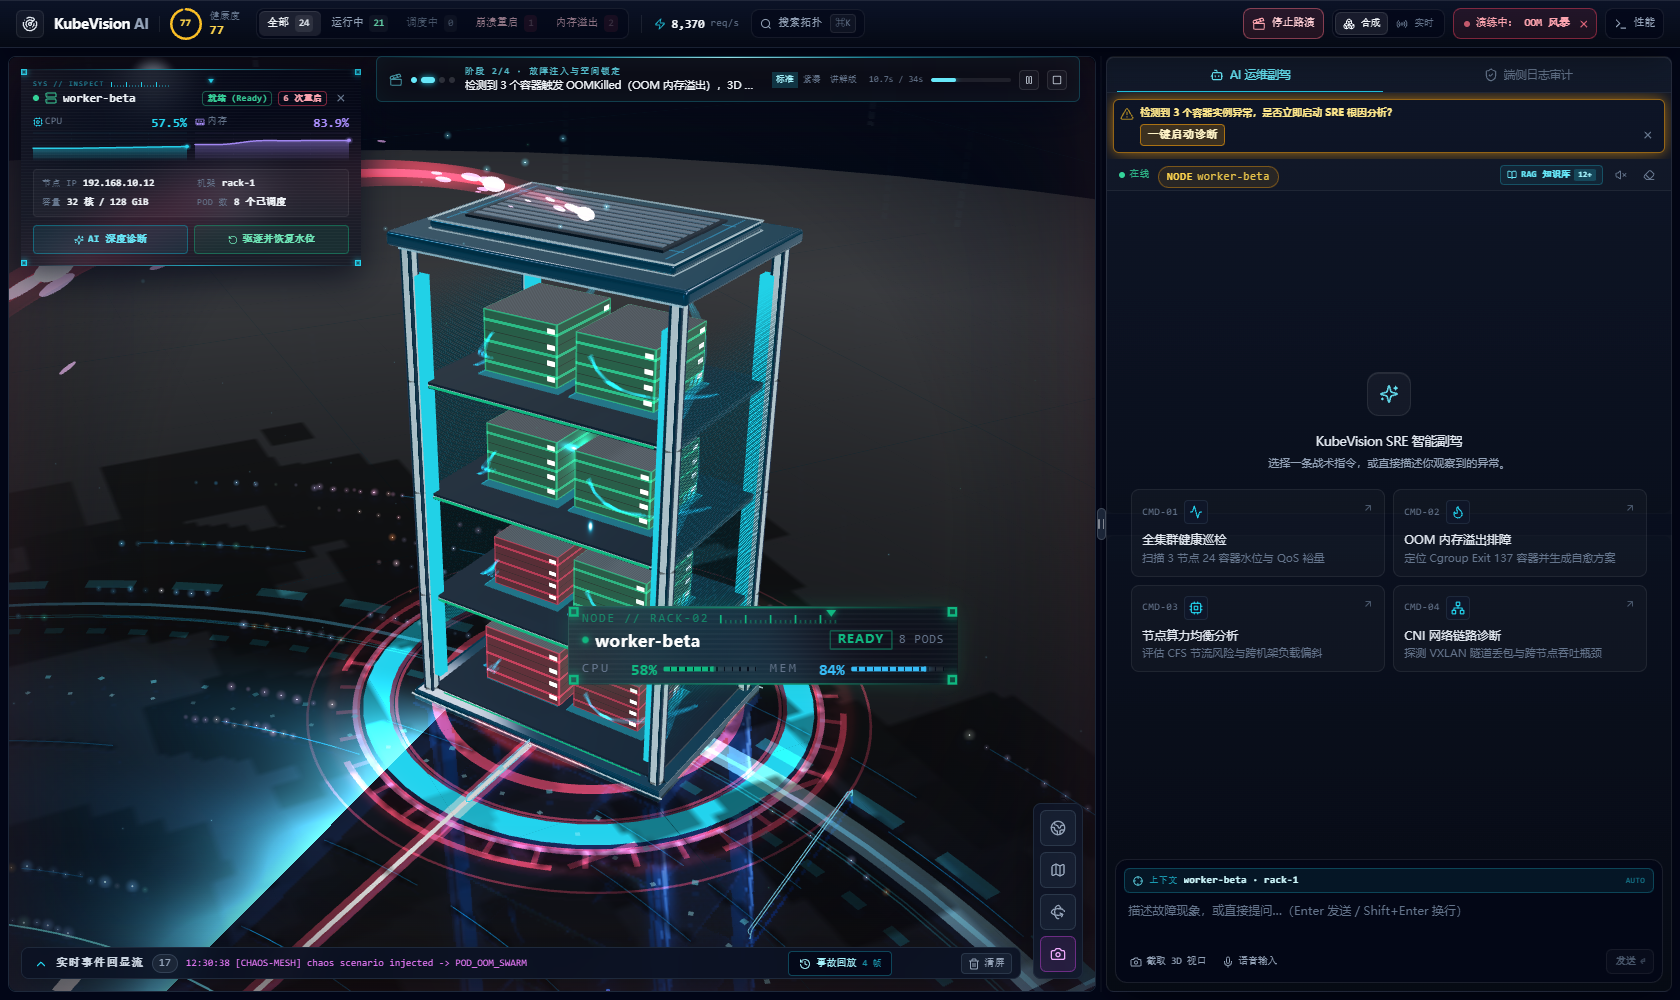 KubeVision AI
77
健康度
77
全部 24
运行中 21
调度中 0
崩溃重启 1
内存溢出 2
8,370 req/s
搜索拓扑 ⌘K
停止路演
合成
实时
演练中: OOM 风暴
性能
SYS // INSPECT
worker-beta
就绪 (Ready)
6 次重启
CPU 57.5%
内存 83.9%
节点 IP 192.168.10.12
机架 rack-1
容量 32 核 / 128 GiB
POD 数 8 个已调度
AI 深度诊断
驱逐并恢复水位
阶段 2/4 · 故障注入与空间锁定
检测到 3 个容器触发 OOMKilled（OOM 内存溢出），3D ...
标准
紧凑
讲解版
10.7s / 34s
NODE // RACK-02
worker-beta
READY
8 PODS
CPU 58%
MEM 84%
实时事件回显流 17
12:30:38 [CHAOS-MESH] chaos scenario injected -> POD_OOM_SWARM
事故回放 4 帧
清屏
AI 运维副驾
端侧日志审计
检测到 3 个容器实例异常，是否立即启动 SRE 根因分析？
一键启动诊断
在线
NODE worker-beta
RAG 知识库 12+
KubeVision SRE 智能副驾
选择一条战术指令，或直接描述你观察到的异常。
CMD-01
全集群健康巡检
扫描 3 节点 24 容器水位与 QoS 裕量
CMD-02
OOM 内存溢出排障
定位 Cgroup Exit 137 容器并生成自愈方案
CMD-03
节点算力均衡分析
评估 CFS 节流风险与跨机架负载偏斜
CMD-04
CNI 网络链路诊断
探测 VXLAN 隧道丢包与跨节点吞吐瓶颈
上下文 worker-beta · rack-1
AUTO
描述故障现象，或直接提问...（Enter 发送 / Shift+Enter 换行）
截取 3D 视口
语音输入
发送